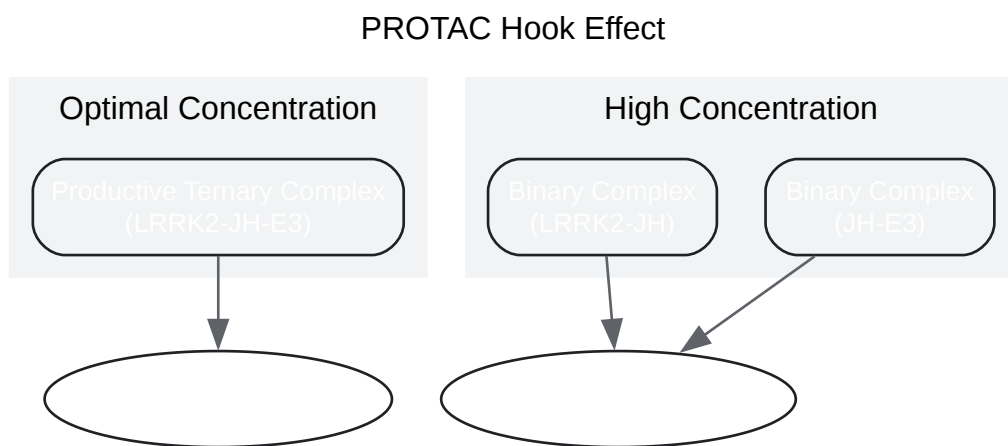 PROTAC Hook Effect
Optimal Concentration
High Concentration
Productive Ternary Complex
(LRRK2-JH-E3)
Binary Complex
(LRRK2-JH)
Binary Complex
(JH-E3)